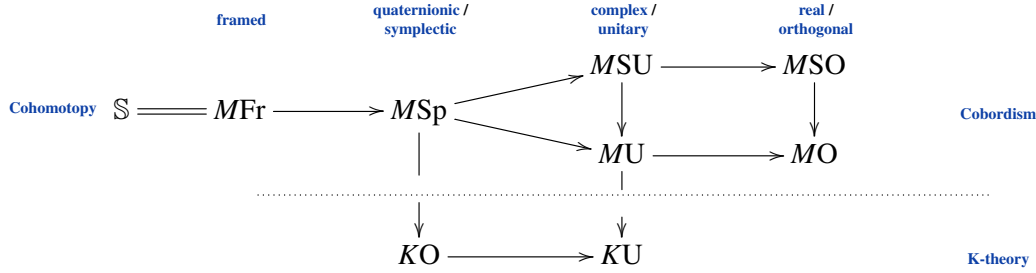 framed
quaternionic /
symplectic
complex /
unitary
real /
orthogonal
MSU MSO
Cohomotopy 𝕊 MFr MSp Cobordism
MU MO
KO KU K-theory